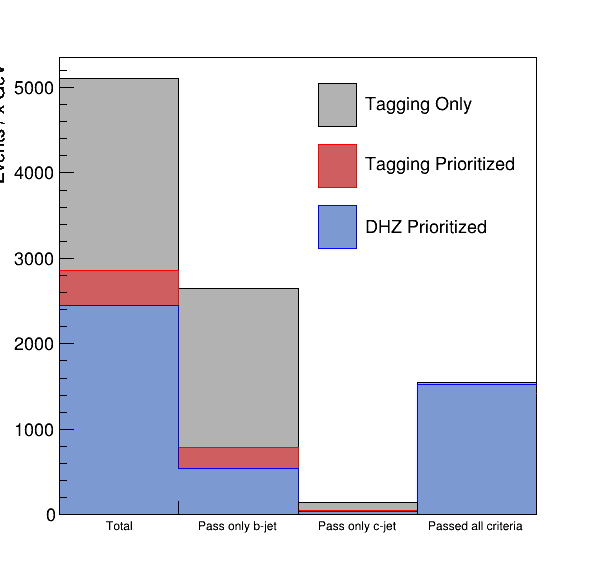 Events / x GeV
5000
4000
3000
2000
1000
0
Tagging Only
Tagging Prioritized
DHZ Prioritized
Total
Pass only b-jet
Pass only c-jet
Passed all criteria